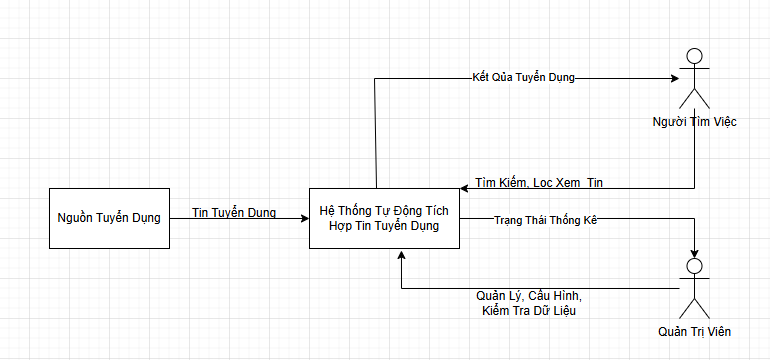 Kết Qủa Tuyển Dụng
Người Tìm Việc
Tìm Kiếm, Lọc Xem Tin
Nguồn Tuyển Dụng
Tin Tuyển Dụng
Hệ Thống Tự Động Tích
Hợp Tin Tuyển Dụng
Trạng Thái Thống Kê
Quản Lý, Cấu Hình,
Kiểm Tra Dữ Liệu
Quản Trị Viên